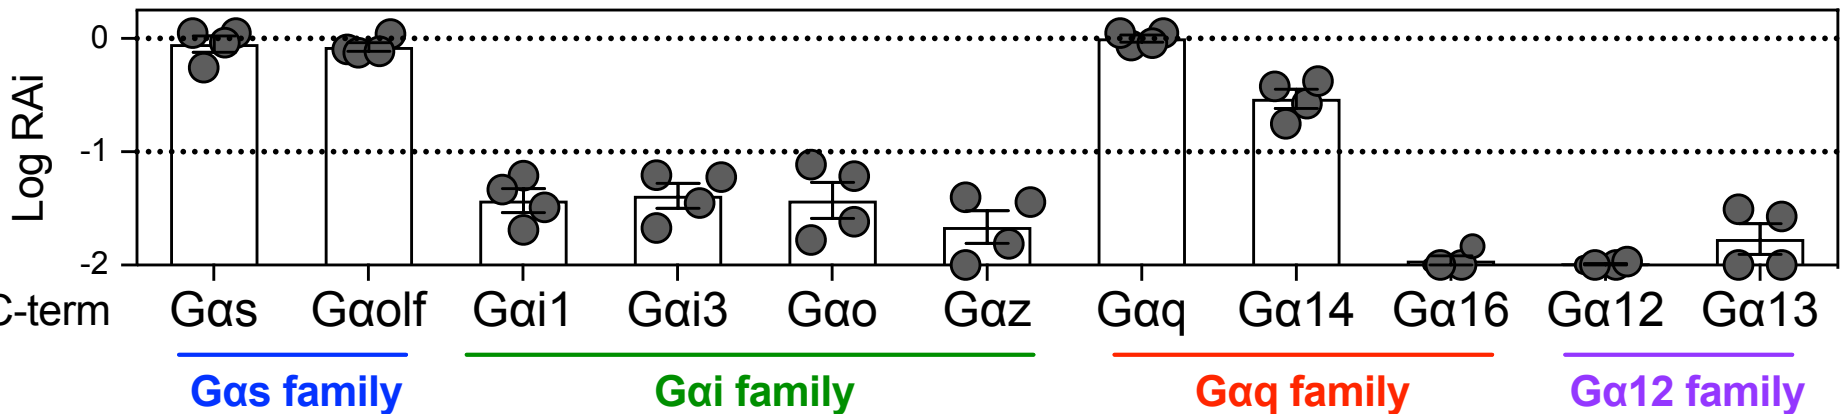 Log RAi
0
-1
-2
C-term Gαs Gαolf Gαi1 Gαi3 Gαo Gαz Gαq Gα14 Gα16 Gα12 Gα13
Gαs family Gαi family Gαq family Gα12 family